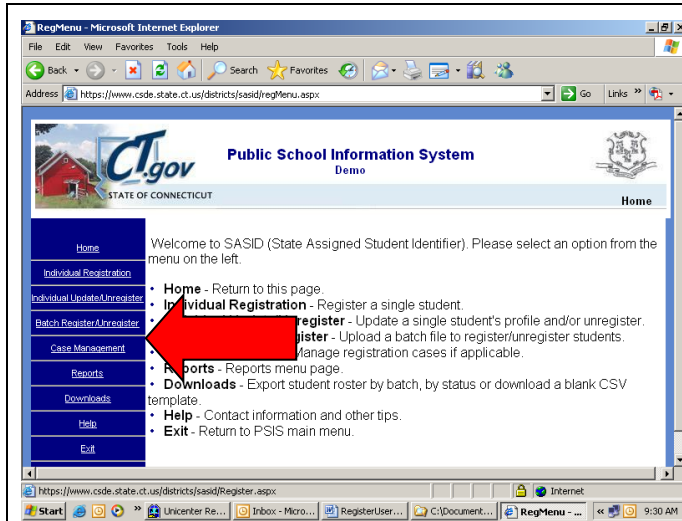 RegMenu - Microsoft Internet Explorer
File Edit View Favorites Tools Help
Back Search Favorites
Address https://www.csde.state.ct.us/districts/sasid/regMenu.aspx Go Links »
CT.gov
STATE OF CONNECTICUT
Public School Information System
Demo
Home
Home
Individual Registration
Individual Update/Unregister
Batch Register/Unregister
Case Management
Reports
Downloads
Help
Exit
Welcome to SASID (State Assigned Student Identifier). Please select an option from the
menu on the left.
• Home - Return to this page.
• Individual Registration - Register a single student.
register - Update a single student's profile and/or unregister.
ister - Upload a batch file to register/unregister students.
Manage registration cases if applicable.
• Reports - Reports menu page.
• Downloads - Export student roster by batch, by status or download a blank CSV
template.
• Help - Contact information and other tips.
• Exit - Return to PSIS main menu.
https://www.csde.state.ct.us/districts/sasid/Register.aspx Internet
Start » Unicenter Re... Inbox - Micro... RegisterUser... C:\Document... RegMenu - ... « 9:30 AM